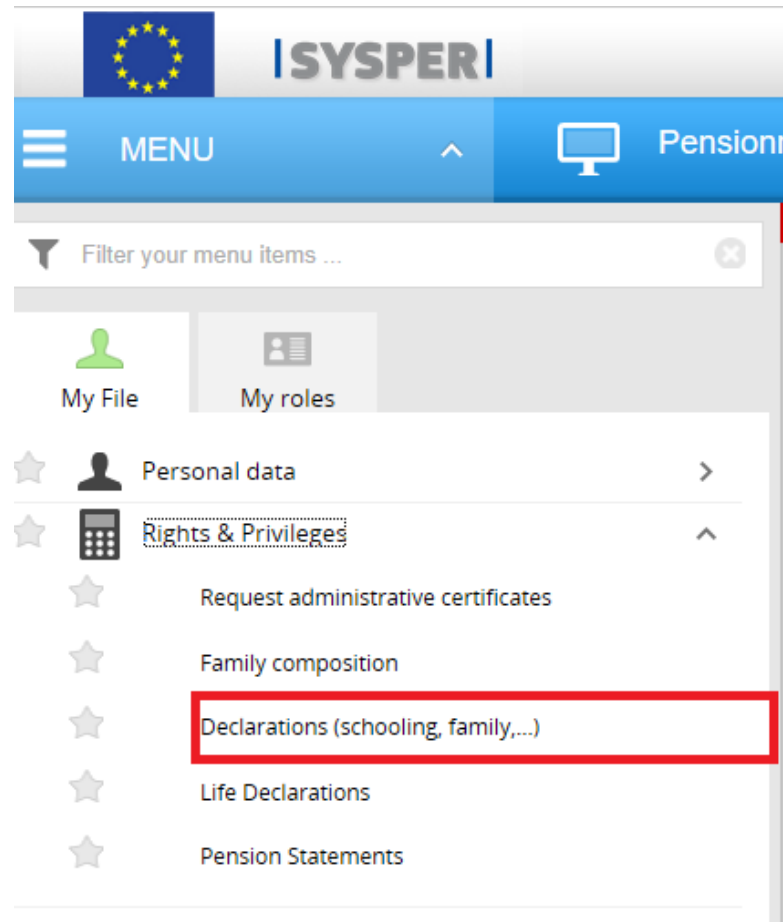 |SYSPER|
MENU
Filter your menu items ...
My File
My roles
Personal data
Rights & Privileges
Request administrative certificates
Family composition
Declarations (schooling, family,...)
Life Declarations
Pension Statements